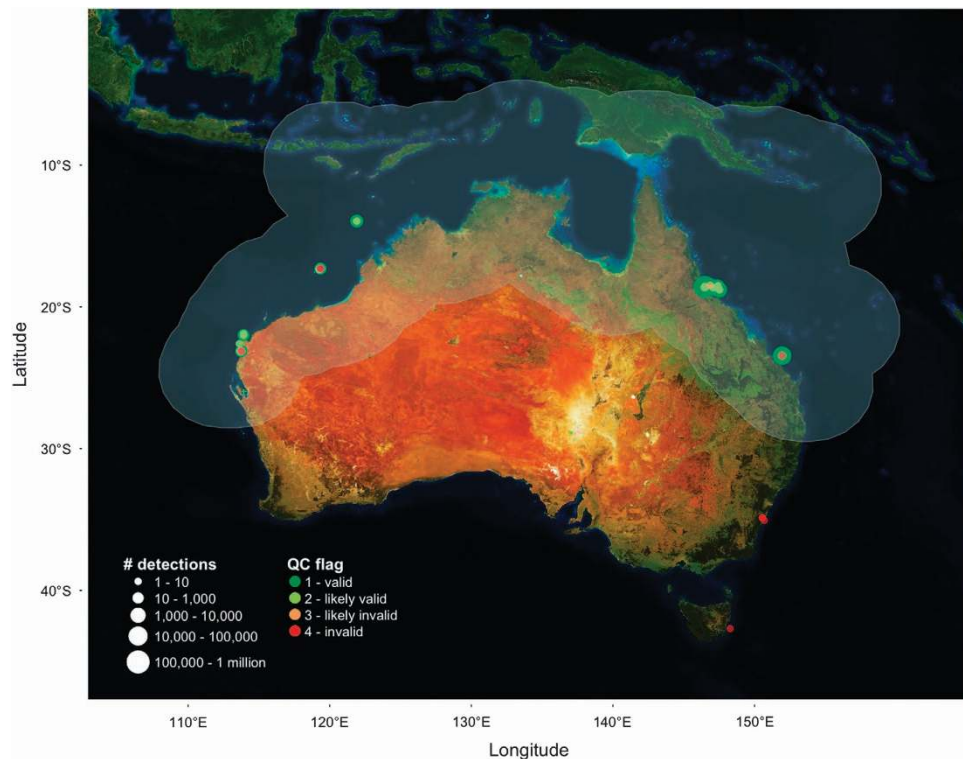 10°S
20°S
30°S
40°S
Latitude
# detections
1 - 10
10 - 1,000
1,000 - 10,000
10,000 - 100,000
100,000 - 1 million
QC flag
1 - valid
2 - likely valid
3 - likely invalid
4 - invalid
110°E
120°E
130°E
140°E
150°E
Longitude